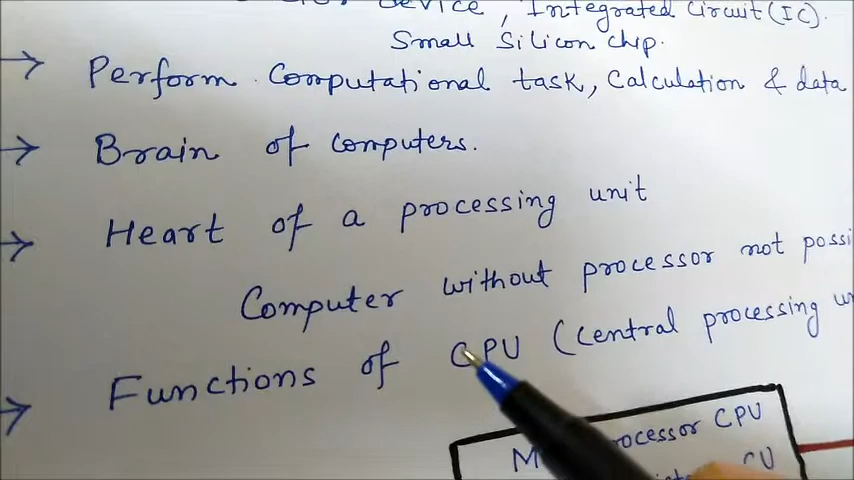 Device, Integrated Circuit (IC).
Small Silicon chip.
→ Perform Computational task, Calculation & data
→ Brain of computers.
→ Heart of a processing unit
Computer without processor not
→ Functions of CPU (Central processing
CPU